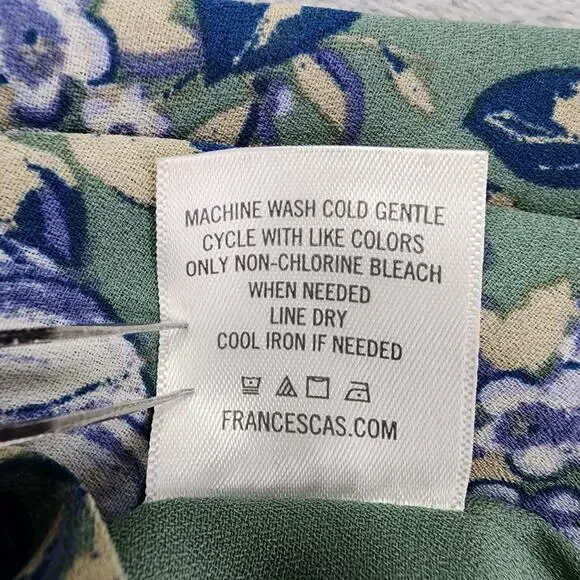 MACHINE WASH COLD GENTLE
CYCLE WITH LIKE COLORS
ONLY NON-CHLORINE BLEACH
WHEN NEEDED
LINE DRY
COOL IRON IF NEEDED
FRANCESCAS.COM